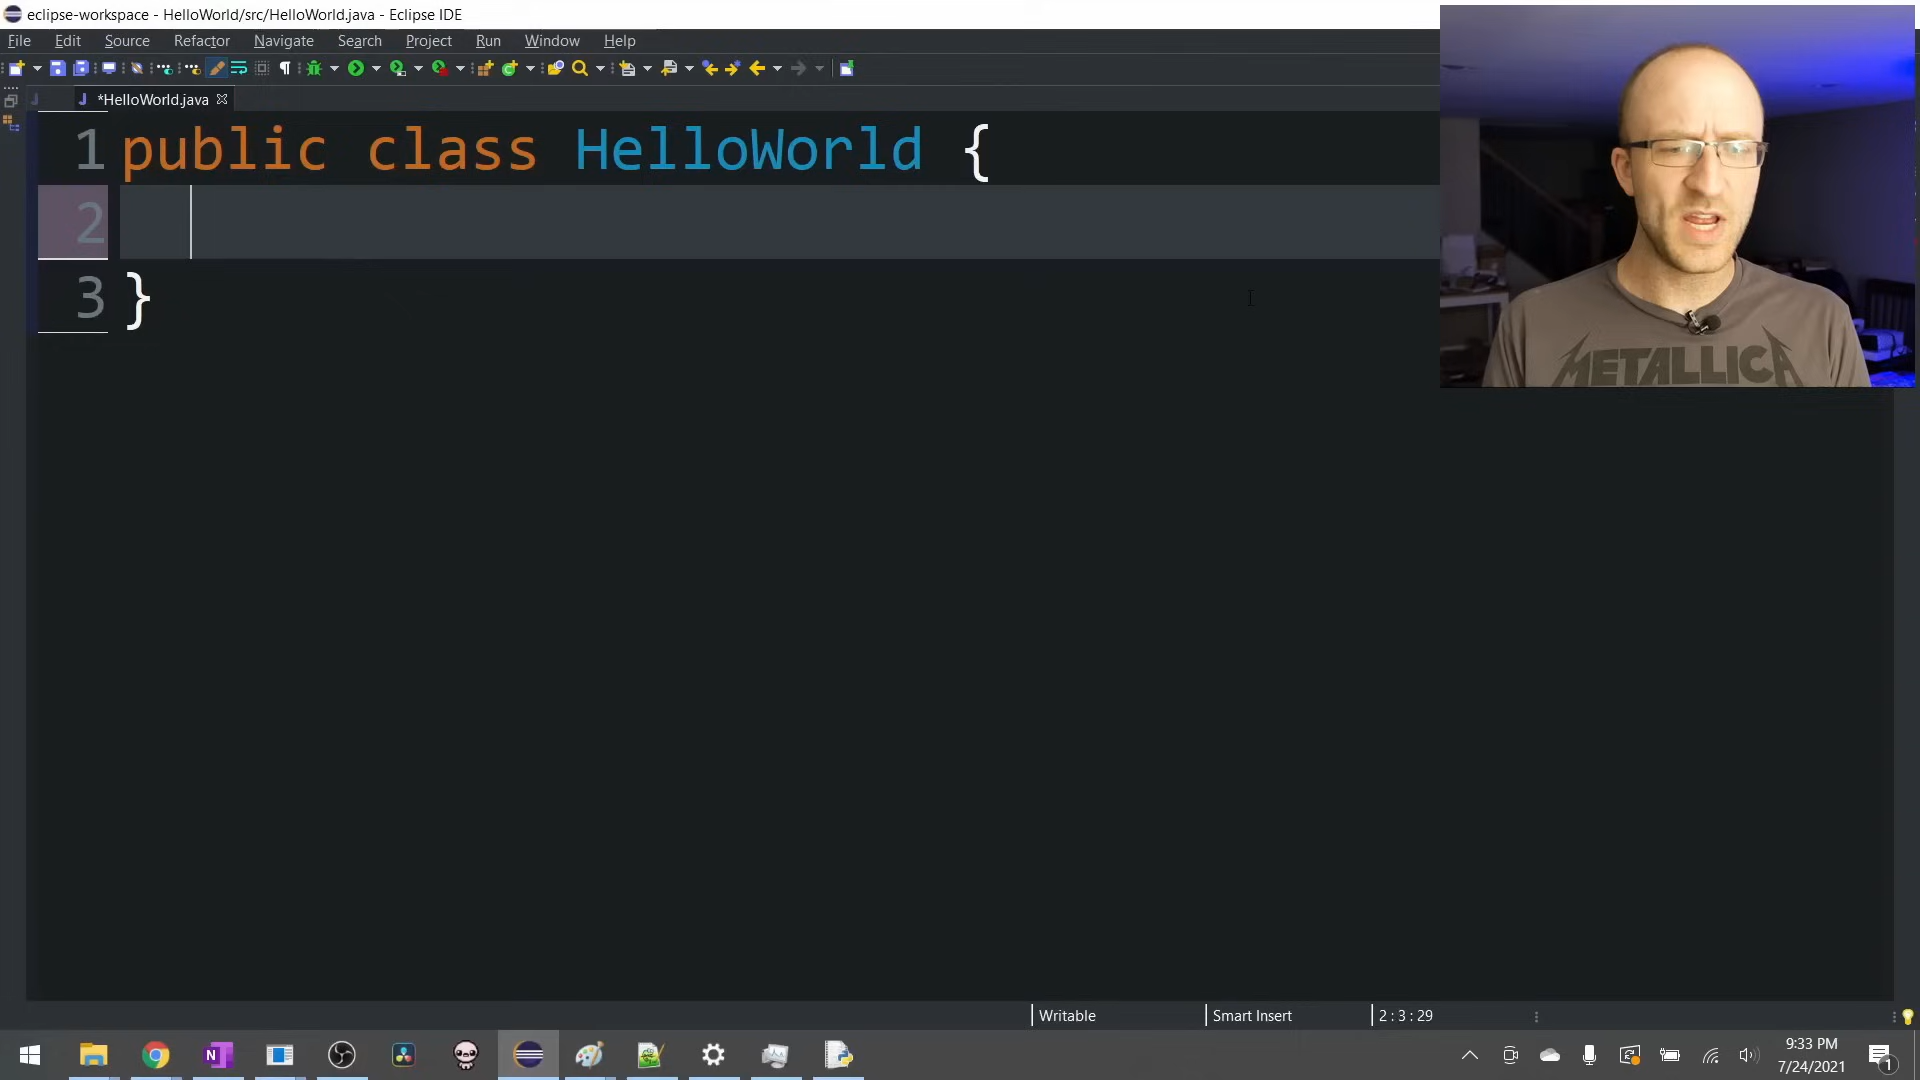 eclipse-workspace - HelloWorld/src/HelloWorld.java - Eclipse IDE
File Edit Source Refactor Navigate Search Project Run Window Help
*HelloWorld.java
1 public class HelloWorld {
2
3 }
METALLICA
Writable Smart Insert 2 : 3 : 29
9:33 PM
7/24/2021
1